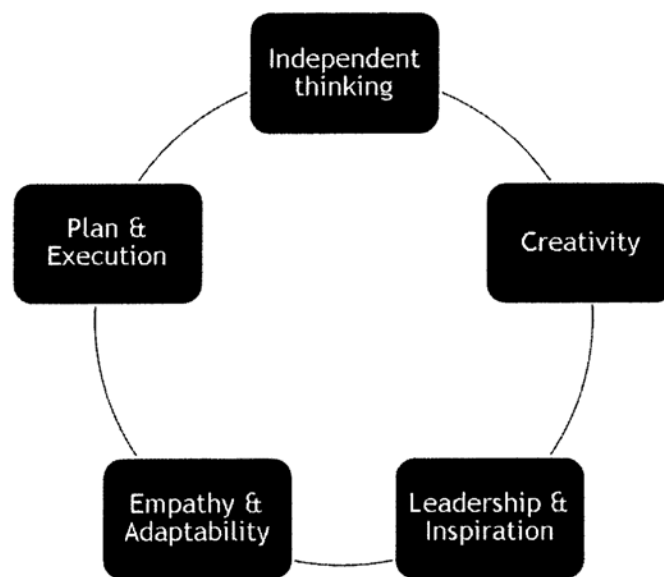 Independent
thinking
Creativity
Leadership &
Inspiration
Empathy &
Adaptability
Plan &
Execution